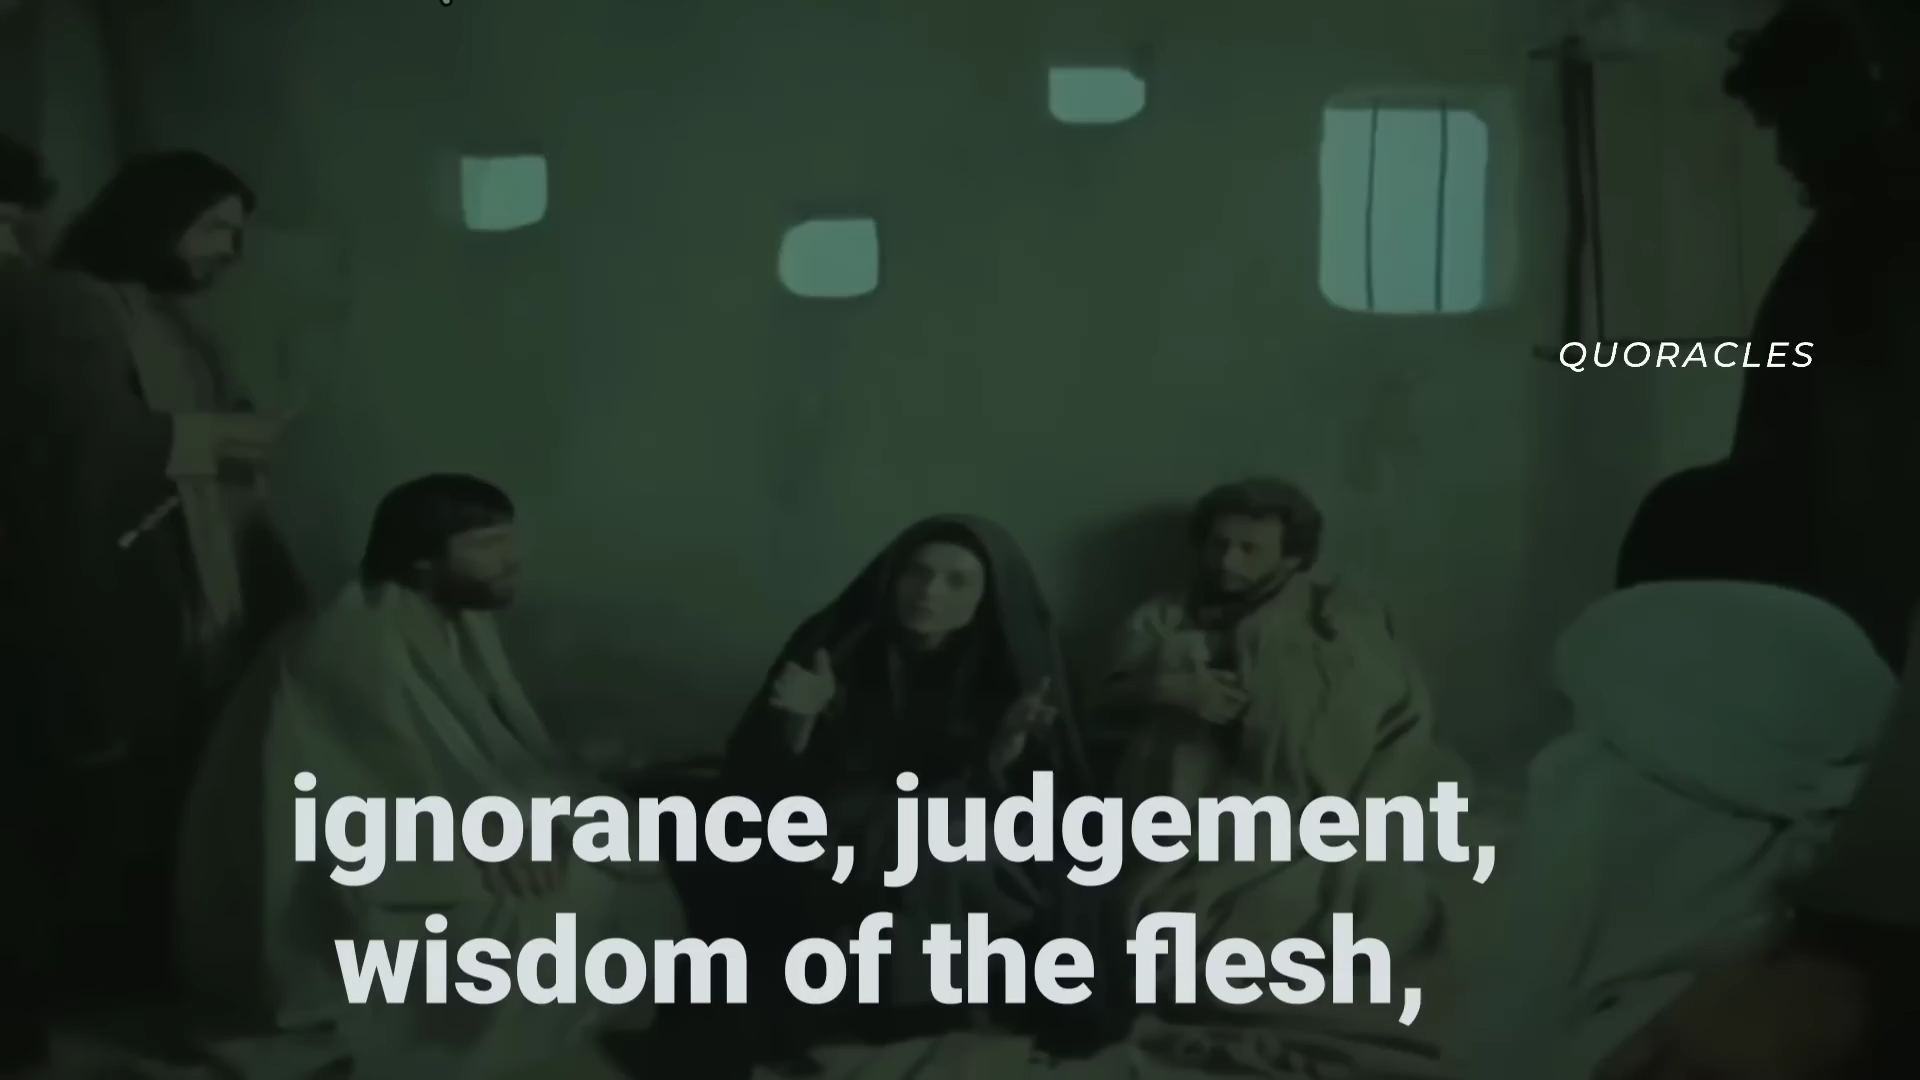 QUORACLES
ignorance, judgement,
wisdom of the flesh,